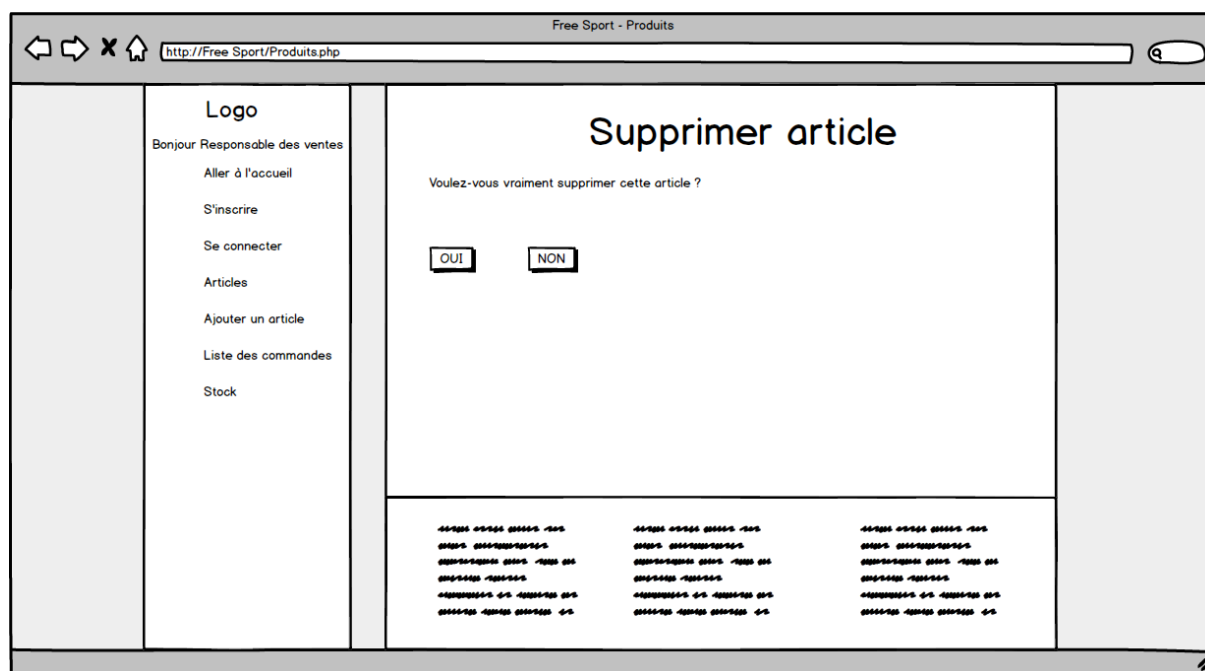 Free Sport - Produits
http://Free Sport/Produits.php
Logo
Bonjour Responsable des ventes
Aller à l'accueil
S'inscrire
Se connecter
Articles
Ajouter un article
Liste des commandes
Stock
Supprimer article
Voulez-vous vraiment supprimer cette article ?
OUI
NON